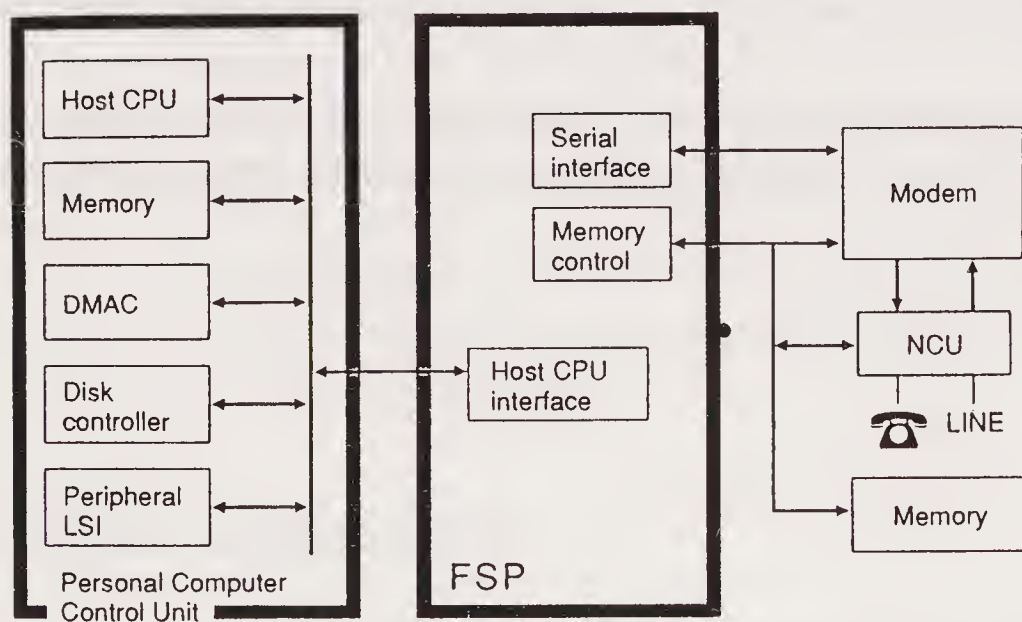 Host CPU
Memory
DMAC
Disk
controller
Peripheral
LSI
Personal Computer
Control Unit
Serial
interface
Memory
control
Host CPU
interface
FSP
Modem
NCU
LINE
Memory